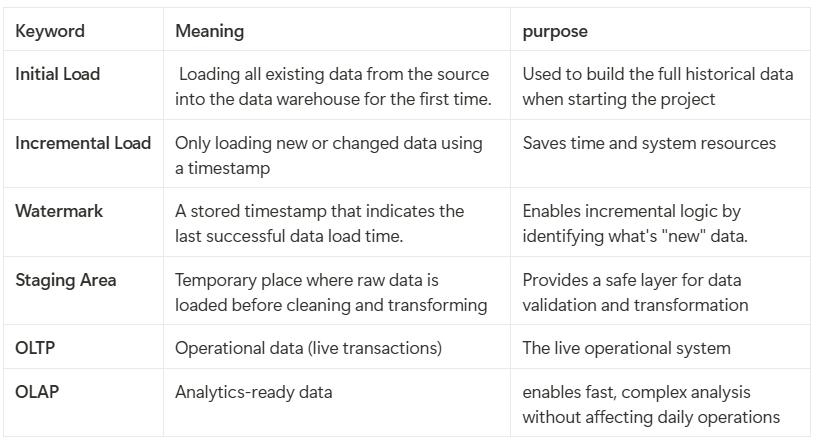 Keyword Meaning purpose
Initial Load Loading all existing data from the source Used to build the full historical data
into the data warehouse for the first time. when starting the project
Incremental Load Only loading new or changed data using Saves time and system resources
a timestamp
Watermark A stored timestamp that indicates the Enables incremental logic by
last successful data load time. identifying what's "new" data.
Staging Area Temporary place where raw data is Provides a safe layer for data
loaded before cleaning and transforming validation and transformation
OLTP Operational data (live transactions) The live operational system
OLAP Analytics-ready data enables fast, complex analysis
without affecting daily operations